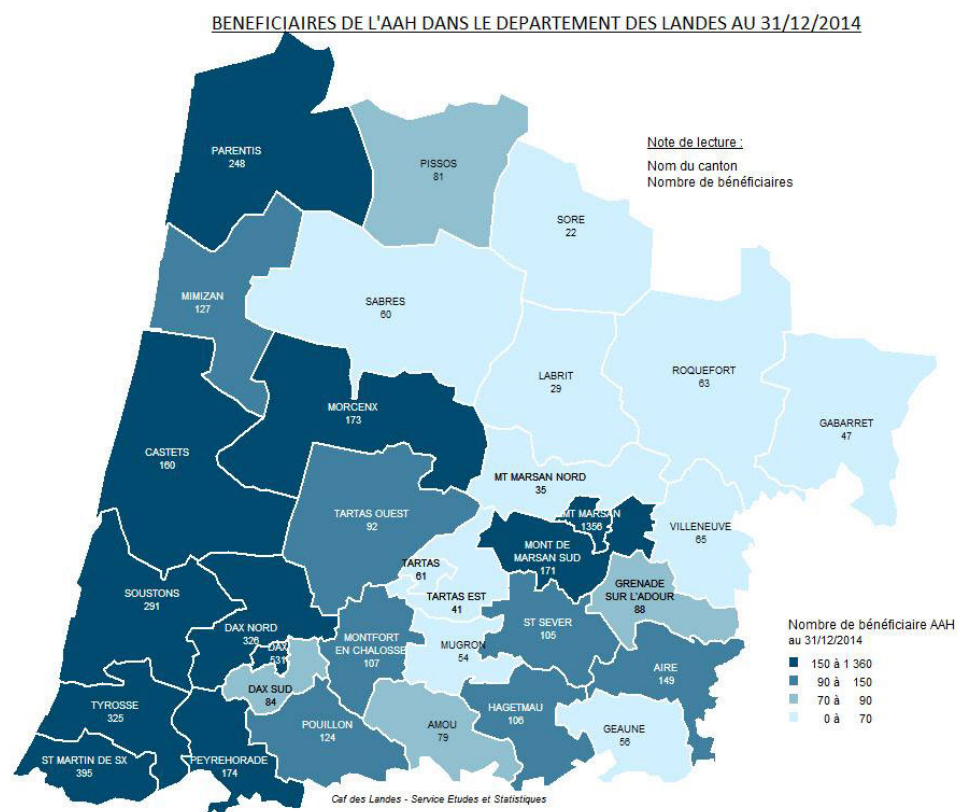 BENEFICIAIRES DE L'AAH DANS LE DEPARTEMENT DES LANDES AU 31/12/2014
Note de lecture :
Nom du canton
Nombre de bénéficiaires
PARENTIS
248
PISSOS
81
SORE
22
MIMIZAN
127
SABRES
60
LABRIT
29
ROQUEFORT
63
GABARRET
47
MORCENX
173
CASTETS
160
MT MARSAN NORD
35
TARTAS OUEST
92
MT MARSAN
1356
VILLENEUVE
65
MONT DE
MARSAN SUD
171
TARTAS
61
TARTAS EST
41
GRENADE
SUR L'ADOUR
88
SOUSTONS
291
DAX NORD
326
DAX
531
MONTFORT
EN CHALOSSE
107
MUGRON
54
ST SEVER
105
AIRE
149
DAX SUD
84
TYROSSE
325
POUILLON
124
AMOU
79
HAGETMAU
106
GEAUNE
56
ST MARTIN DE SX
395
PEYREHORADE
174
Nombre de bénéficiaire AAH
au 31/12/2014
150 à 1 360
90 à 150
70 à 90
0 à 70
Caf des Landes - Service Etudes et Statistiques